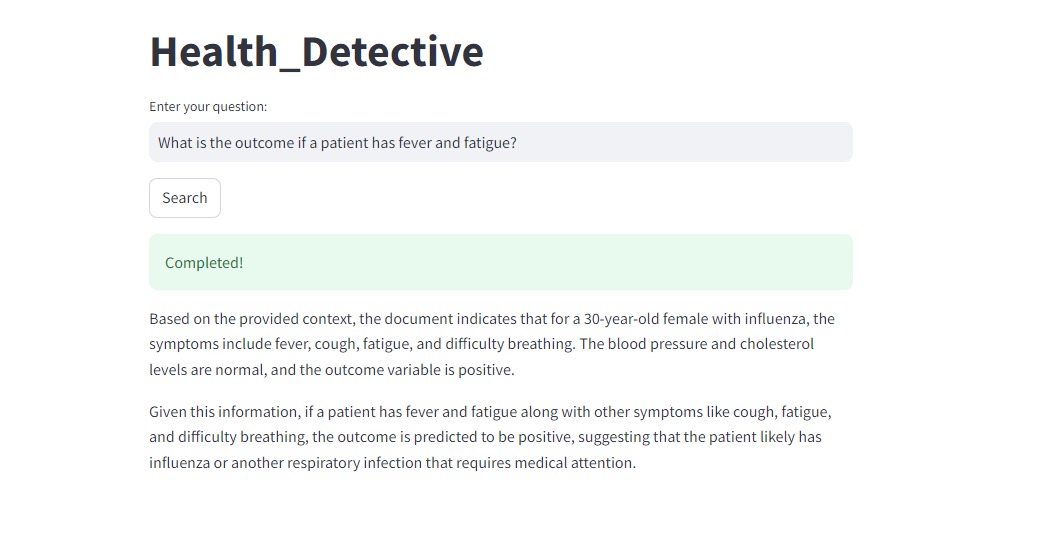 Health_Detective
Enter your question:
What is the outcome if a patient has fever and fatigue?
Search
Completed!
Based on the provided context, the document indicates that for a 30-year-old female with influenza, the
symptoms include fever, cough, fatigue, and difficulty breathing. The blood pressure and cholesterol
levels are normal, and the outcome variable is positive.
Given this information, if a patient has fever and fatigue along with other symptoms like cough, fatigue,
and difficulty breathing, the outcome is predicted to be positive, suggesting that the patient likely has
influenza or another respiratory infection that requires medical attention.